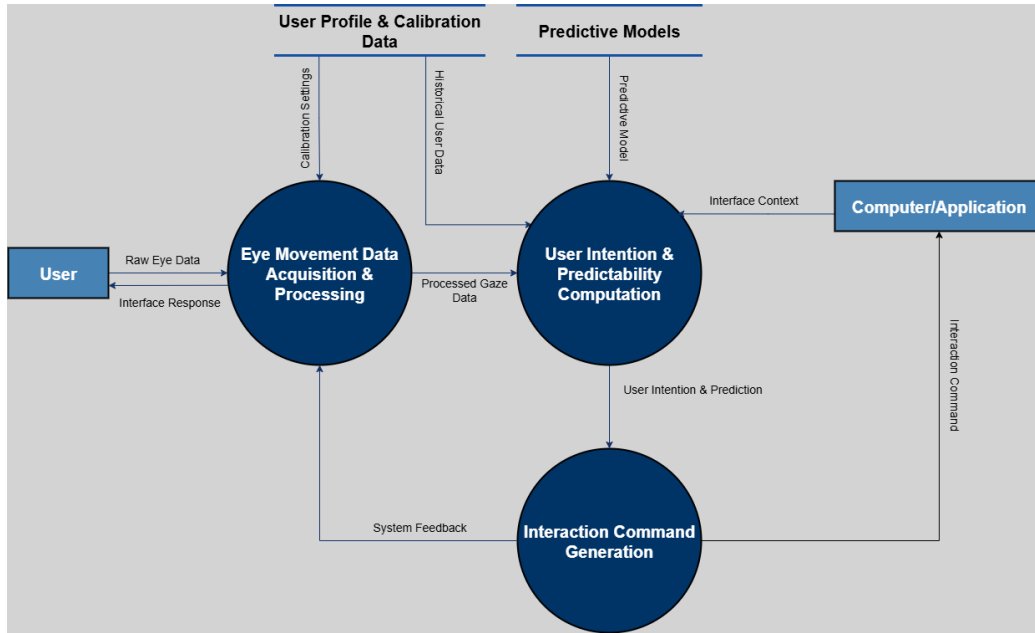 User Profile & Calibration
Data
Predictive Models
Calibration Settings
Historical User Data
Predictive Model
Interface Context
Computer/Application
User
Raw Eye Data
Interface Response
Eye Movement Data
Acquisition &
Processing
Processed Gaze
Data
User Intention &
Predictability
Computation
Interaction Command
User Intention & Prediction
System Feedback
Interaction Command
Generation